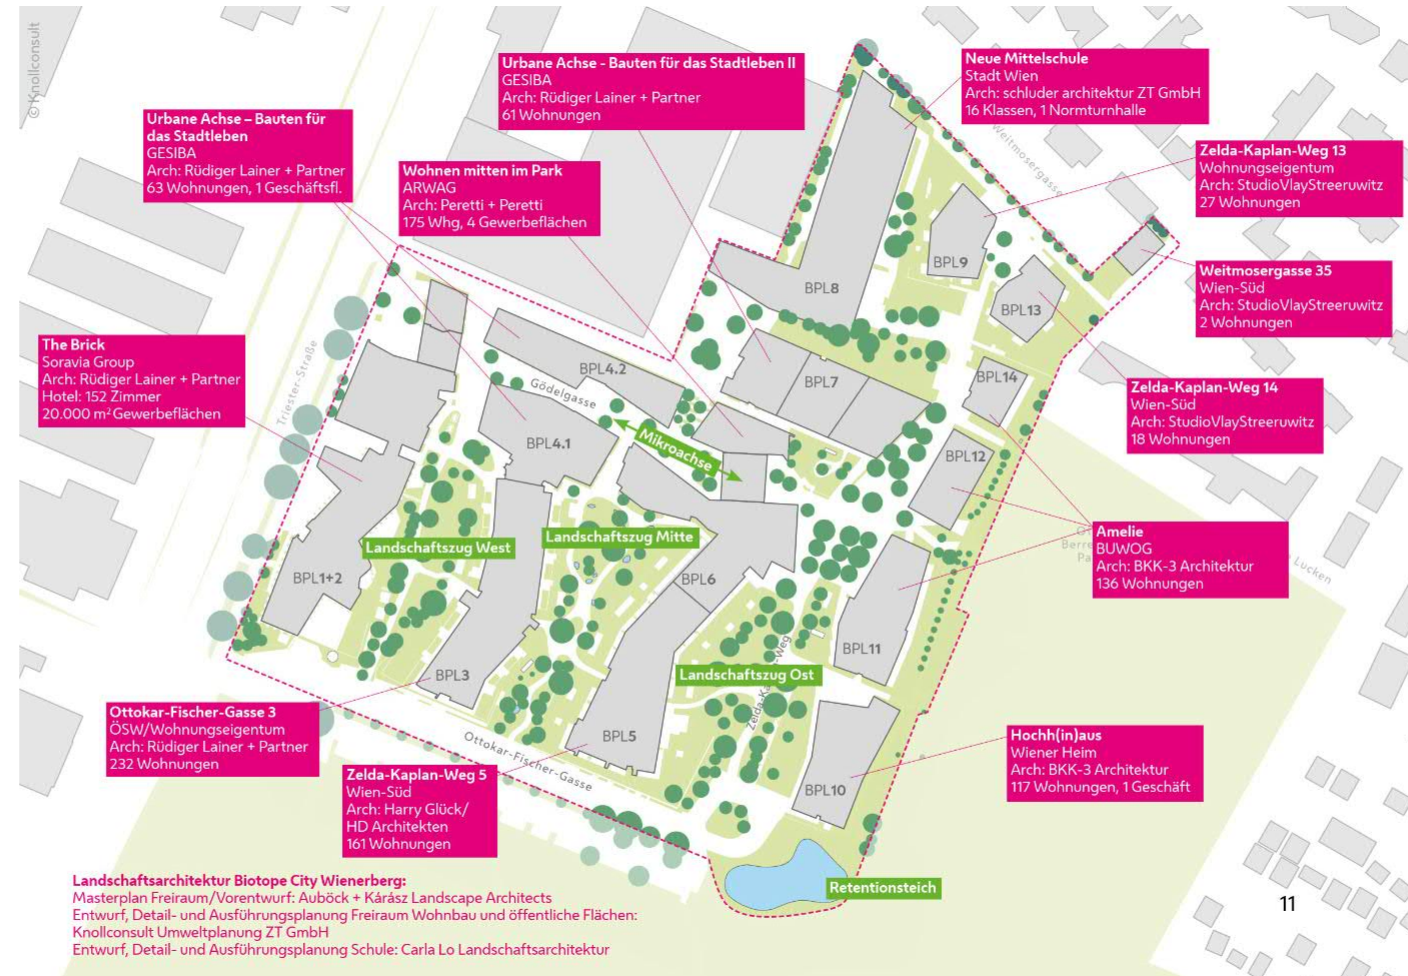 © Knollconsult
Urbane Achse – Bauten für
das Stadtleben
GESIBA
Arch: Rüdiger Lainer + Partner
63 Wohnungen, 1 Geschäftsfl.
Urbane Achse - Bauten für das Stadtleben II
GESIBA
Arch: Rüdiger Lainer + Partner
61 Wohnungen
Neue Mittelschule
Stadt Wien
Arch: schluder architektur ZT GmbH
16 Klassen, 1 Normturnhalle
Wohnen mitten im Park
ARWAG
Arch: Peretti + Peretti
175 Whg, 4 Gewerbeflächen
Zelda-Kaplan-Weg 13
Wohnungseigentum
Arch: StudioVlayStreeruwitz
27 Wohnungen
Weitmosergasse
Weitmosergasse 35
Wien-Süd
Arch: StudioVlayStreeruwitz
2 Wohnungen
The Brick
Soravia Group
Arch: Rüdiger Lainer + Partner
Hotel: 152 Zimmer
20.000 m² Gewerbeflächen
Triester-Straße
Zelda-Kaplan-Weg 14
Wien-Süd
Arch: StudioVlayStreeruwitz
18 Wohnungen
BPL9
BPL8
BPL13
BPL4.2
BPL7
BPL14
Gödelgasse
Mikroachse
BPL4.1
BPL12
Landschaftszug West
Landschaftszug Mitte
Amelie
BUWOG
Arch: BKK-3 Architektur
136 Wohnungen
Lucken
BPL1+2
BPL6
BPL11
BPL3
Landschaftszug Ost
Zelda-Ka
-Weg
Ottokar-Fischer-Gasse 3
ÖSW/Wohnungseigentum
Arch: Rüdiger Lainer + Partner
232 Wohnungen
Ottokar-Fischer-Gasse
BPL5
Hochh(in)aus
Wiener Heim
Arch: BKK-3 Architektur
117 Wohnungen, 1 Geschäft
Zelda-Kaplan-Weg 5
Wien-Süd
Arch: Harry Glück/
HD Architekten
161 Wohnungen
BPL10
Retentionsteich
Landschaftsarchitektur Biotope City Wienerberg:
Masterplan Freiraum/Vorentwurf: Auböck + Kárász Landscape Architects
Entwurf, Detail- und Ausführungsplanung Freiraum Wohnbau und öffentliche Flächen:
Knollconsult Umweltplanung ZT GmbH
Entwurf, Detail- und Ausführungsplanung Schule: Carla Lo Landschaftsarchitektur
11